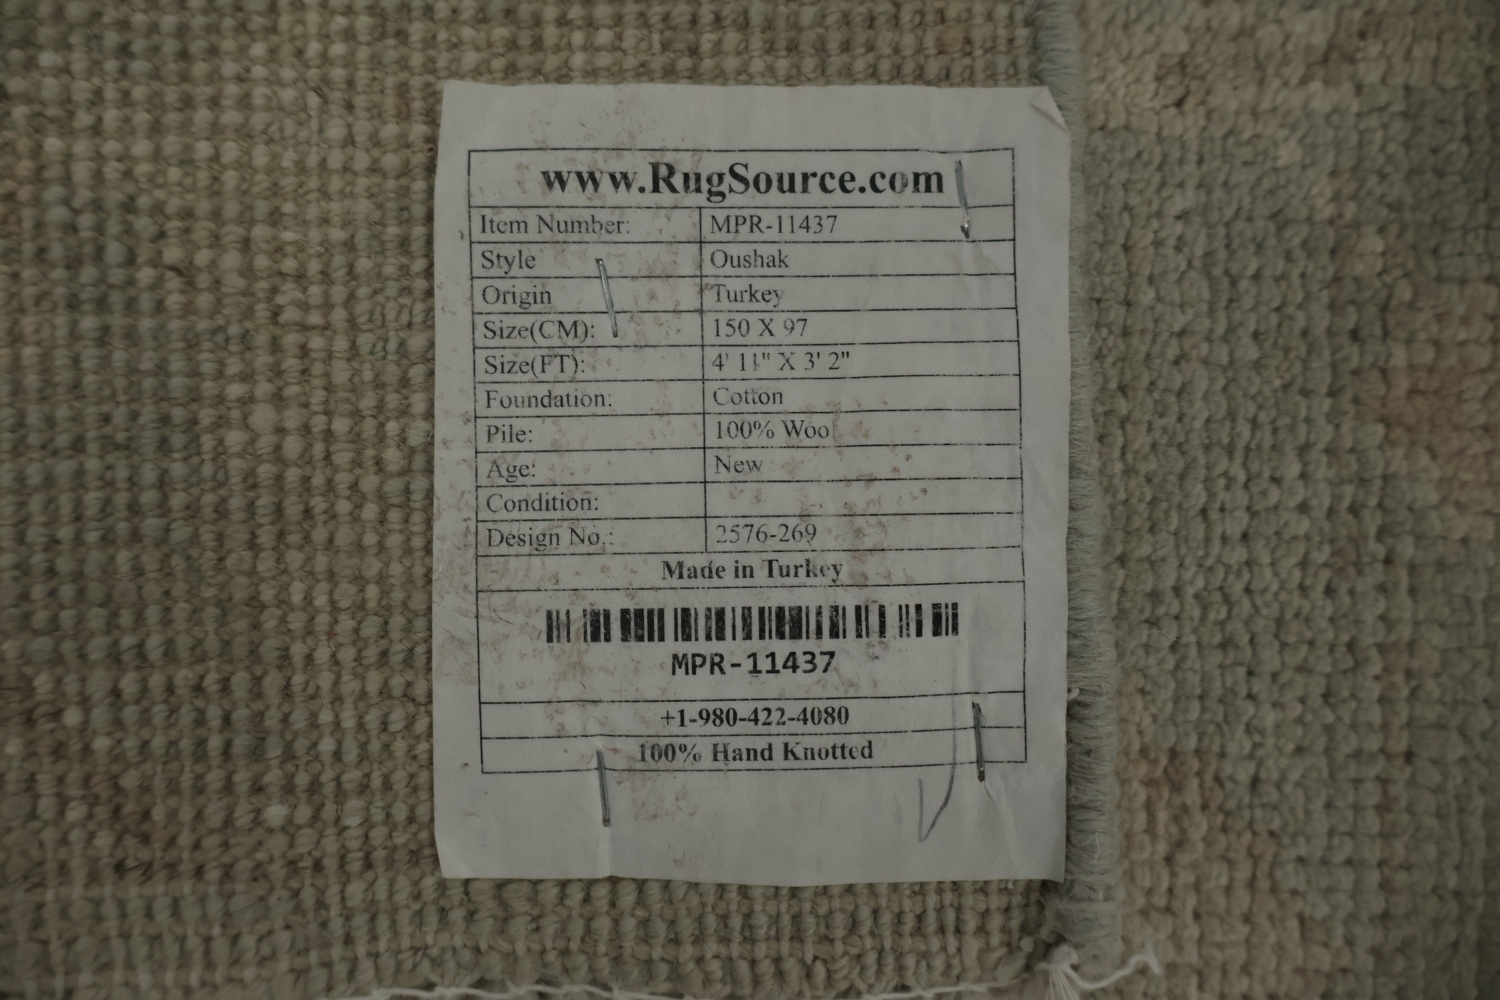 www.RugSource.com
Item Number: MPR-11437
Style Oushak
Origin Turkey
Size(CM): 150 X 97
Size(FT): 4' 11" X 3' 2"
Foundation: Cotton
Pile: 100% Wool
Age: New
Condition:
Design No.: 2576-269
Made in Turkey
MPR-11437
+1-980-422-4080
100% Hand Knotted